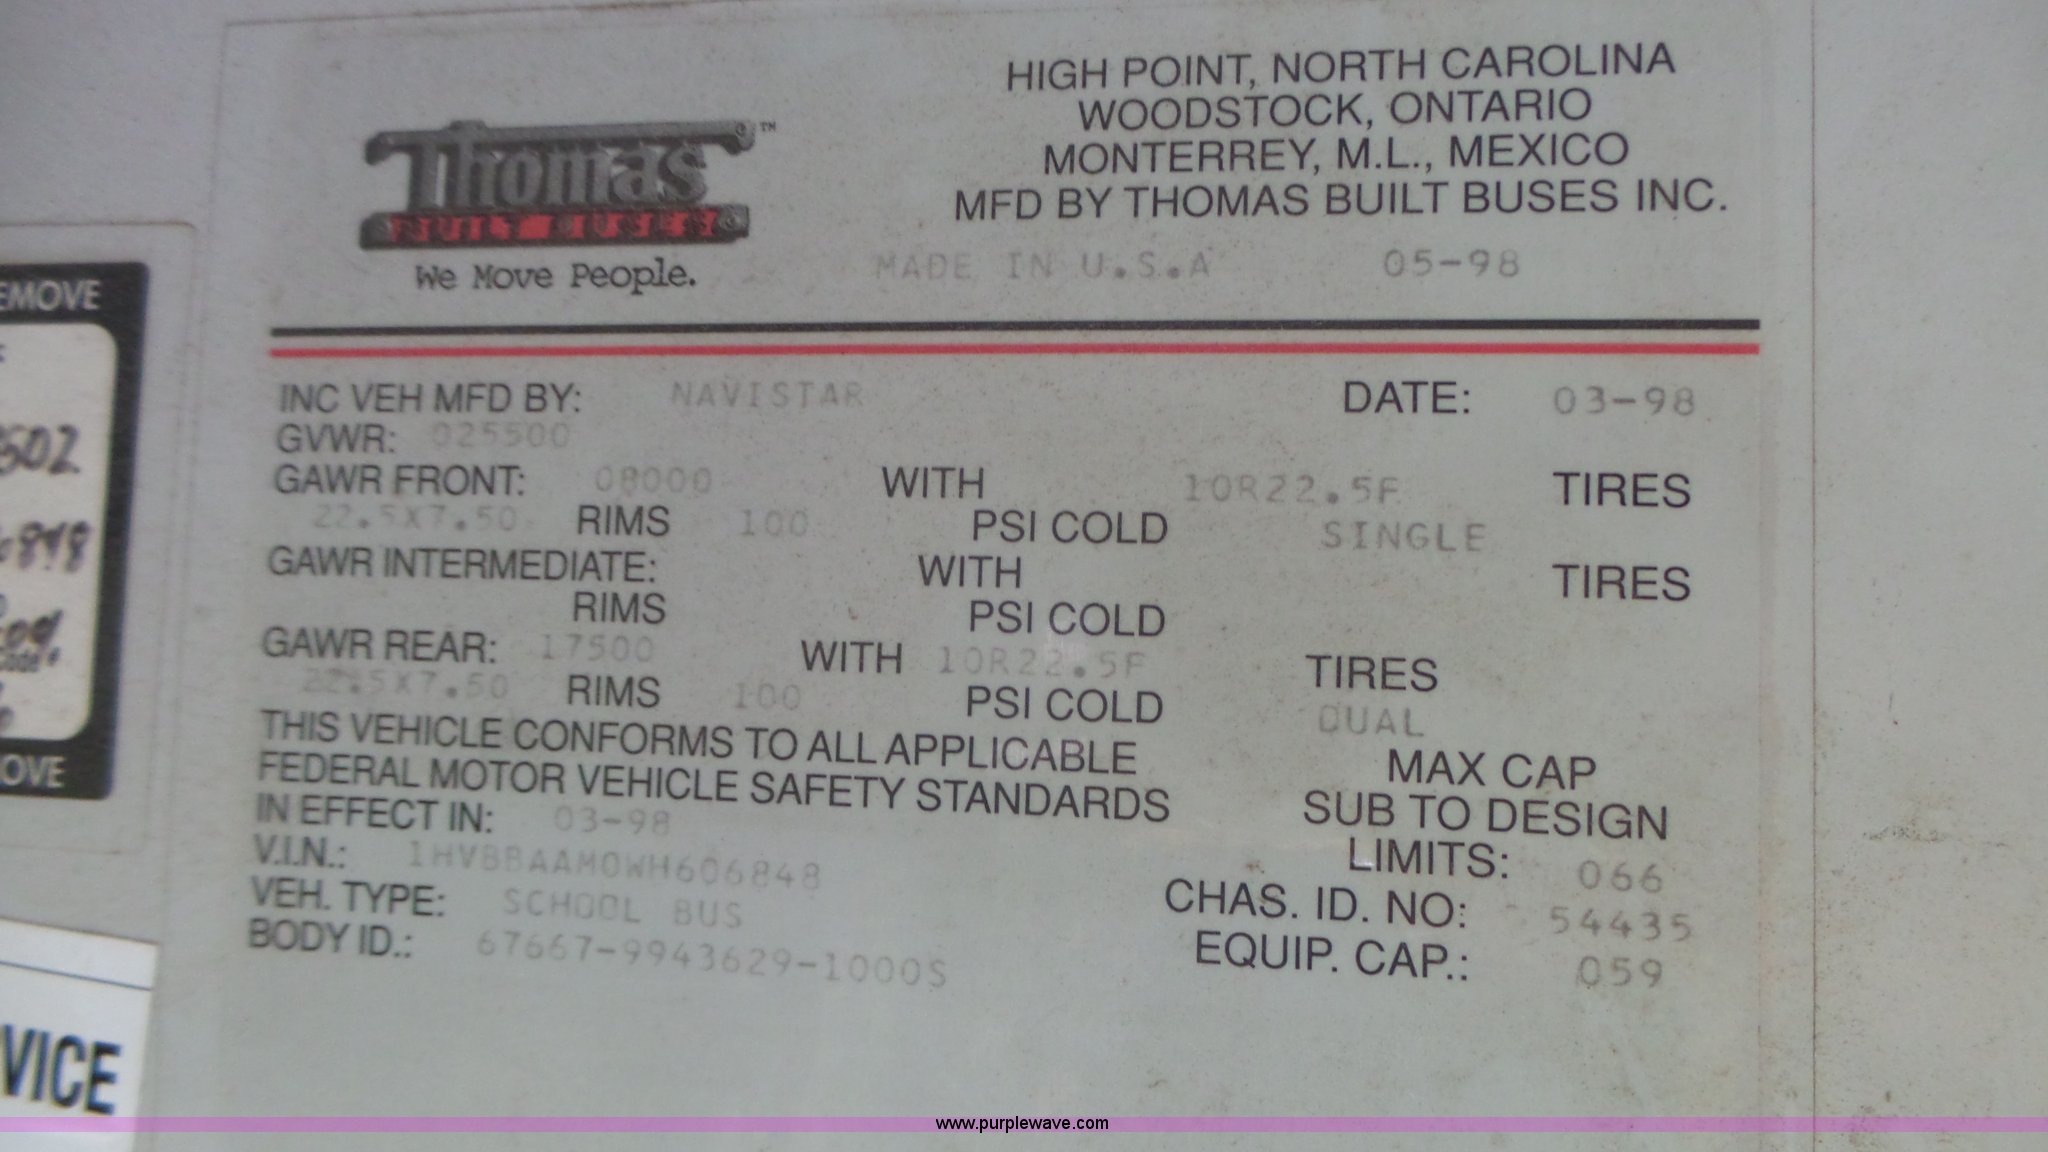 Thomas™
BUILT BUSES®
We Move People.
HIGH POINT, NORTH CAROLINA
WOODSTOCK, ONTARIO
MONTERREY, M.L., MEXICO
MFD BY THOMAS BUILT BUSES INC.
MADE IN U.S.A 05-98
INC VEH MFD BY: NAVISTAR DATE: 03-98
GVWR: 025500
GAWR FRONT: 08000 WITH 10R22.5F TIRES
22.5X7.50 RIMS 100 PSI COLD SINGLE
GAWR INTERMEDIATE: WITH TIRES
RIMS PSI COLD
GAWR REAR: 17500 WITH 10R22.5F TIRES
22.5X7.50 RIMS 100 PSI COLD DUAL
THIS VEHICLE CONFORMS TO ALL APPLICABLE
FEDERAL MOTOR VEHICLE SAFETY STANDARDS
IN EFFECT IN: 03-98
MAX CAP
SUB TO DESIGN
LIMITS: 066
V.I.N.: 1HVBBAAM0WH606848
VEH. TYPE: SCHOOL BUS
CHAS. ID. NO: 54435
BODY ID.: 67667-9943629-1000S
EQUIP. CAP.: 059
EMOVE
502
OVE
VICE
www.purplewave.com